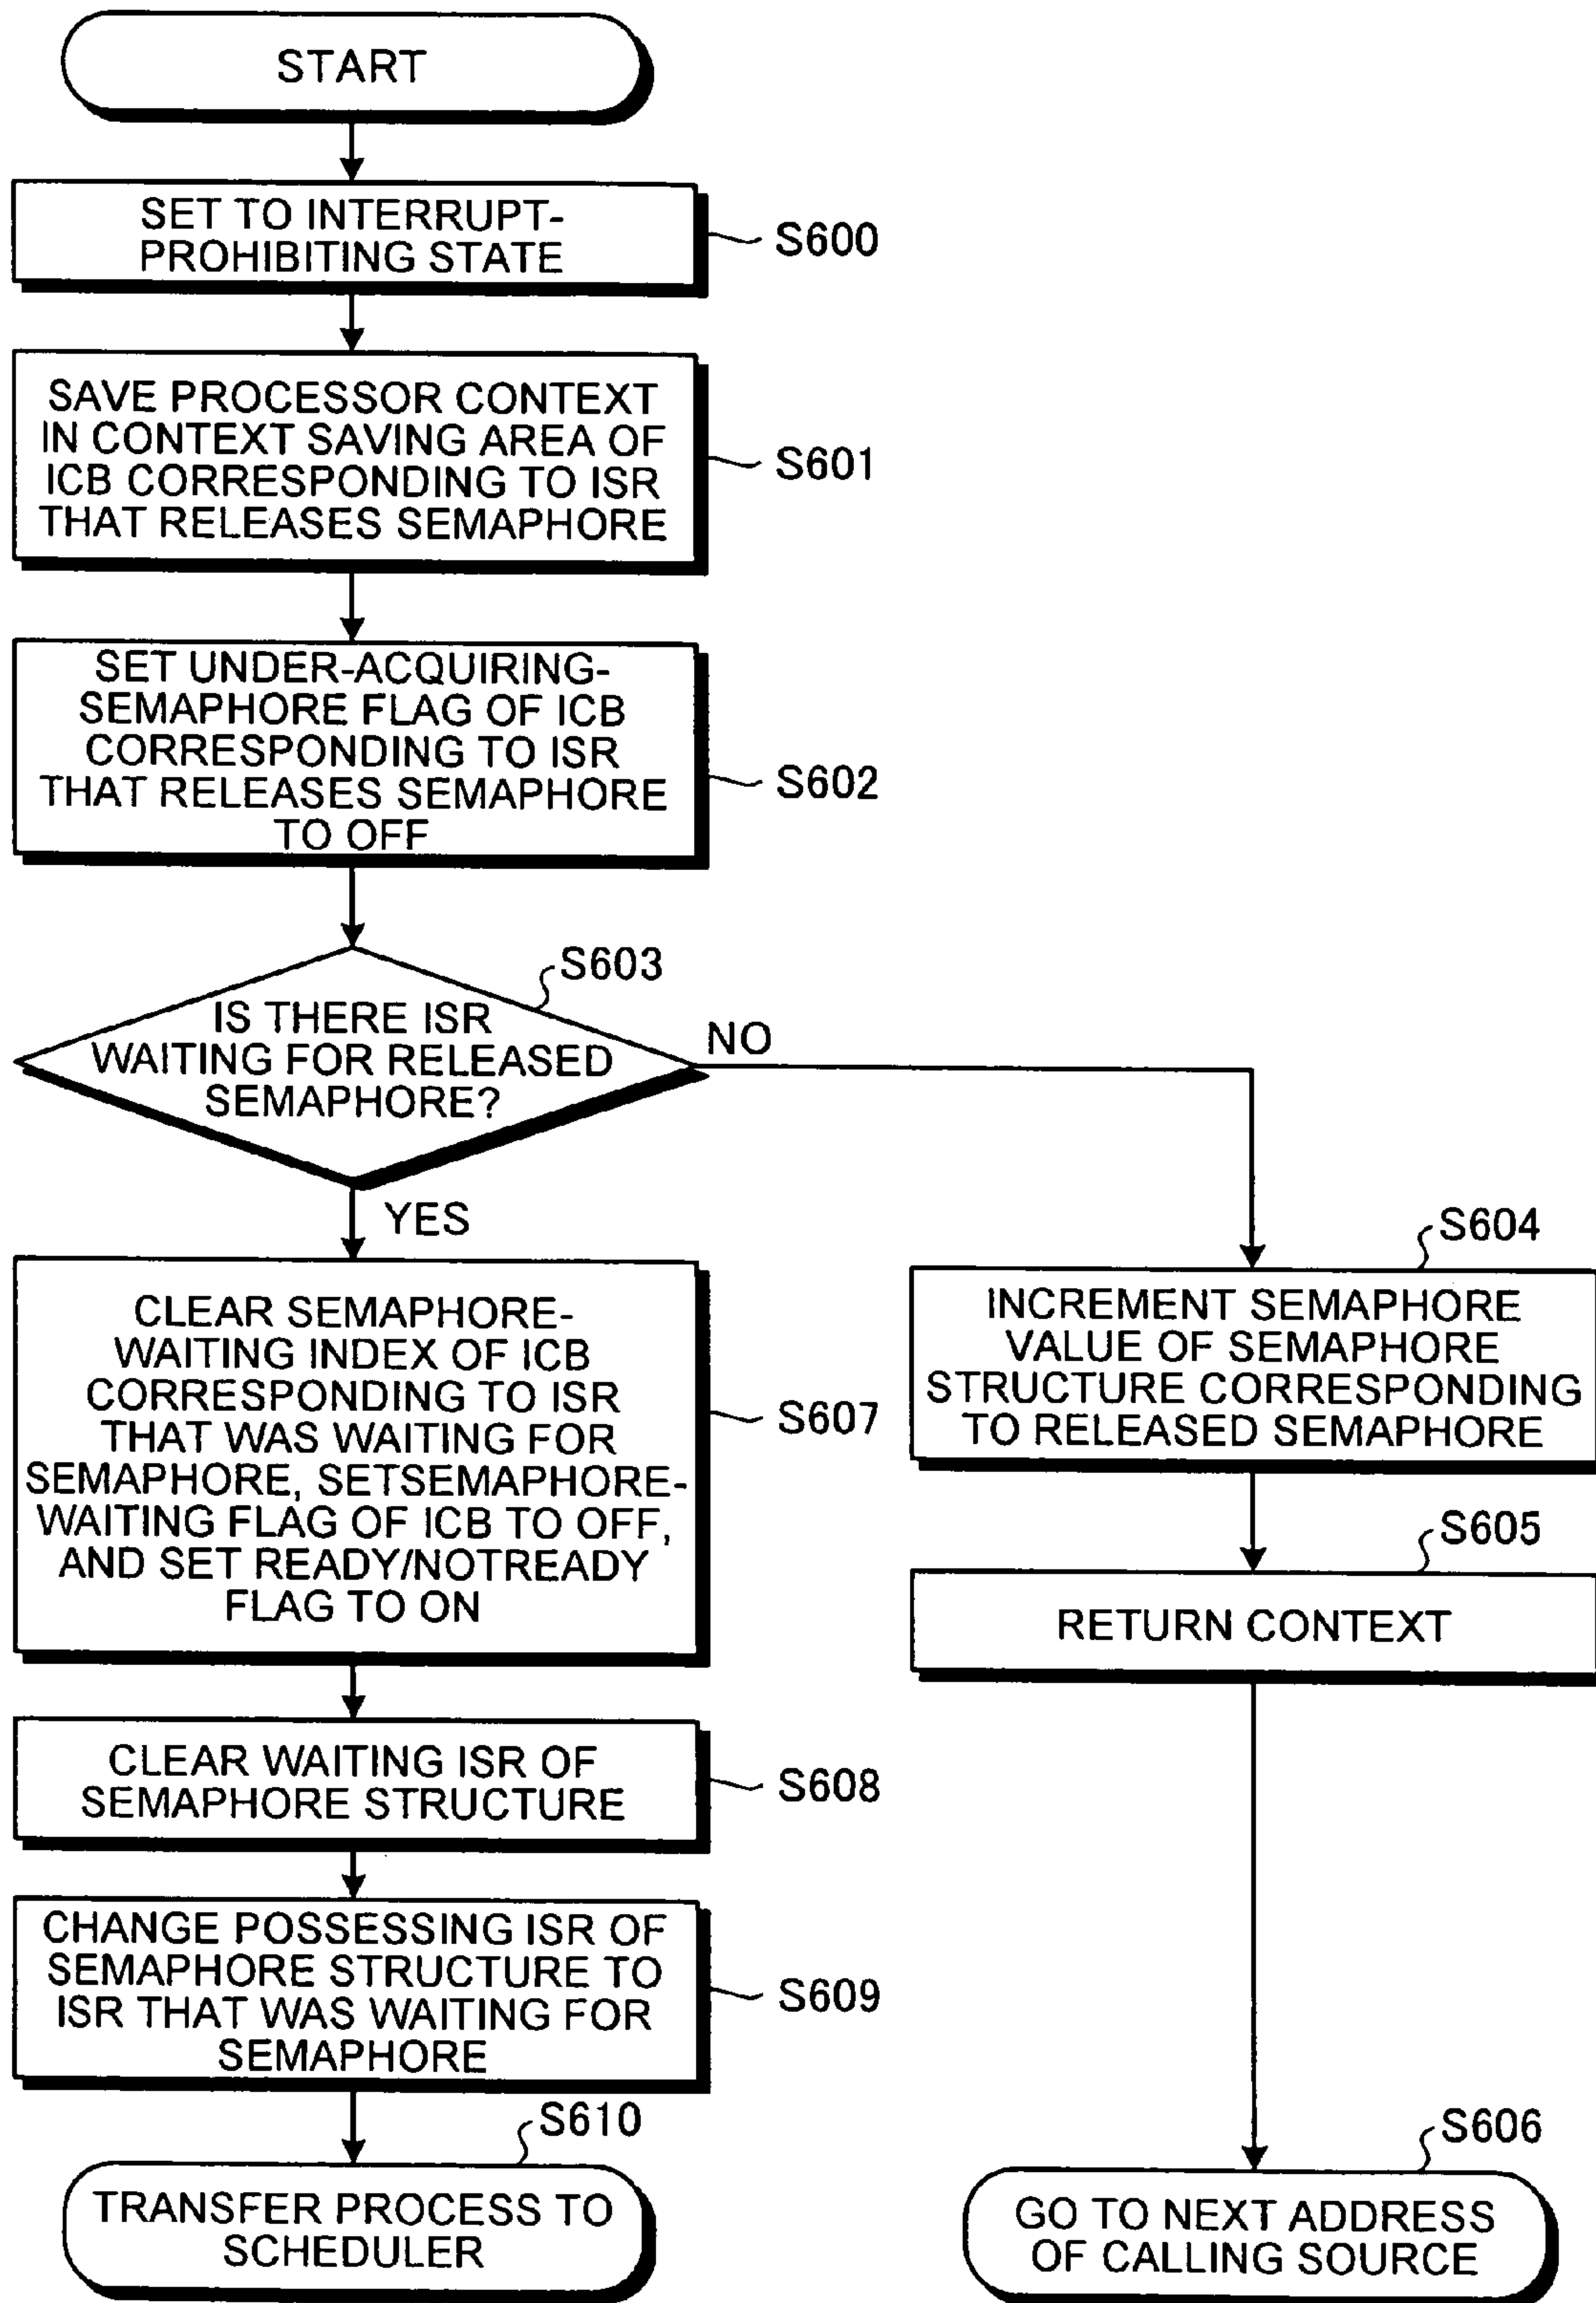 START
SET TO INTERRUPT-
PROHIBITING STATE
S600
SAVE PROCESSOR CONTEXT
IN CONTEXT SAVING AREA OF
ICB CORRESPONDING TO ISR
THAT RELEASES SEMAPHORE
S601
SET UNDER-ACQUIRING-
SEMAPHORE FLAG OF ICB
CORRESPONDING TO ISR
THAT RELEASES SEMAPHORE
TO OFF
S602
S603
IS THERE ISR
WAITING FOR RELEASED
SEMAPHORE?
NO
YES
S604
INCREMENT SEMAPHORE
VALUE OF SEMAPHORE
STRUCTURE CORRESPONDING
TO RELEASED SEMAPHORE
S605
RETURN CONTEXT
S606
GO TO NEXT ADDRESS
OF CALLING SOURCE
CLEAR SEMAPHORE-
WAITING INDEX OF ICB
CORRESPONDING TO ISR
THAT WAS WAITING FOR
SEMAPHORE, SETSEMAPHORE-
WAITING FLAG OF ICB TO OFF,
AND SET READY/NOTREADY
FLAG TO ON
S607
CLEAR WAITING ISR OF
SEMAPHORE STRUCTURE
S608
CHANGE POSSESSING ISR OF
SEMAPHORE STRUCTURE TO
ISR THAT WAS WAITING FOR
SEMAPHORE
S609
S610
TRANSFER PROCESS TO
SCHEDULER